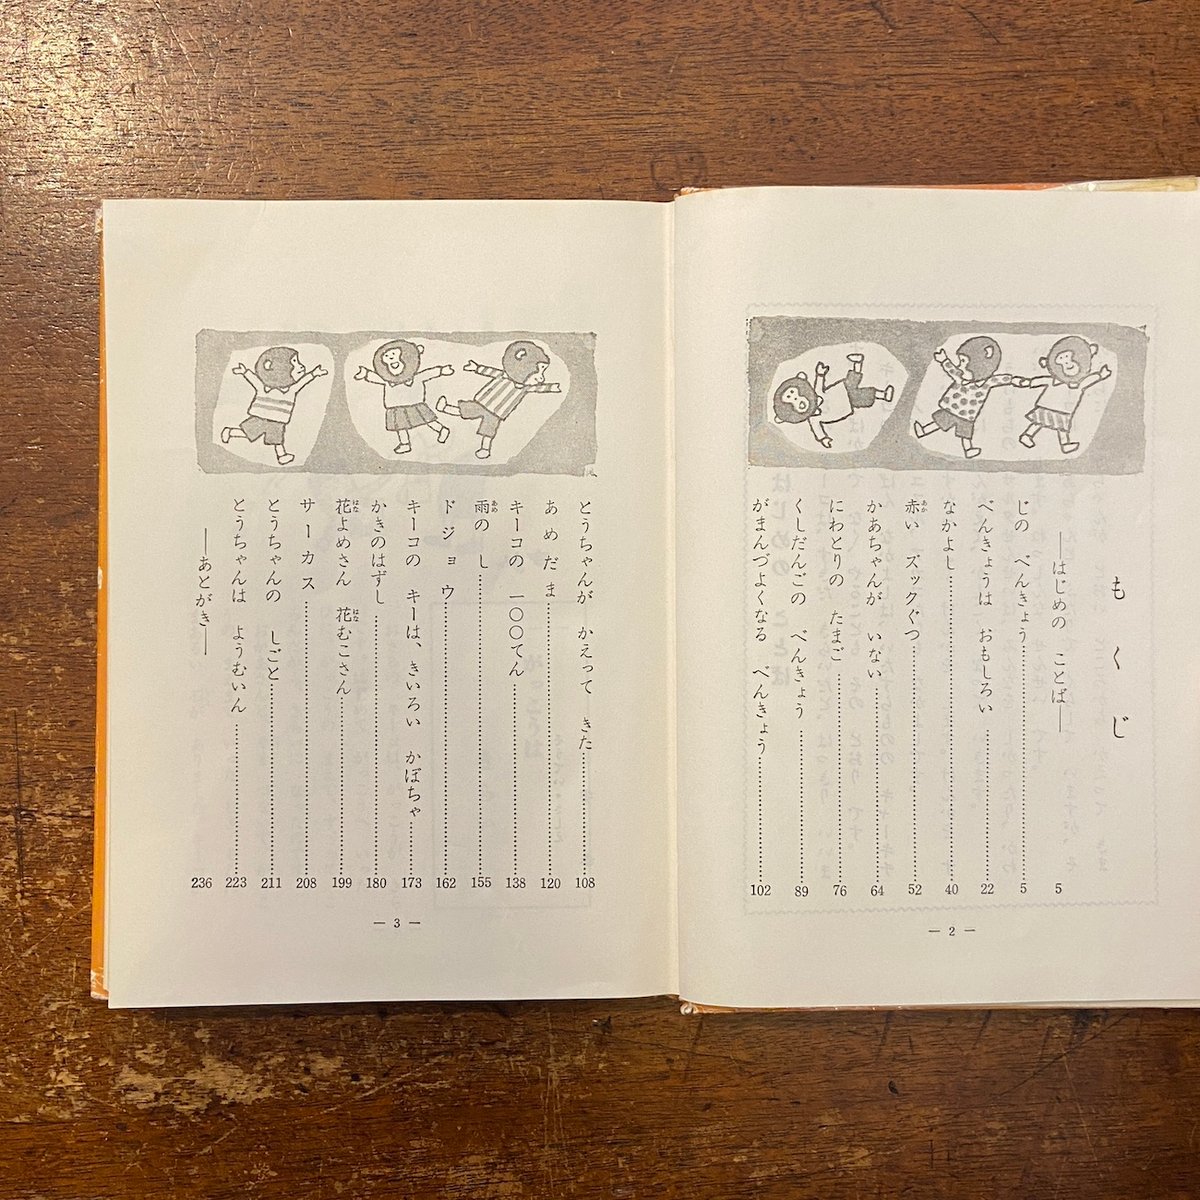 もくじ
―はじめの ことば― 5
じの べんきょう 5
べんきょうは おもしろい 22
なかよし 40
赤い ズックぐつ 52
かあちゃんが いない 64
にわとりの たまご 76
くしだんごの べんきょう 89
がまんづよくなる べんきょう 102
― 2 ―
とうちゃんが かえって きた 108
あめだま 120
キーコの 一〇〇てん 138
雨の し 155
ドジョウ 162
キーコの キーは、きいろい かぼちゃ 173
かきのはずし 180
花よめさん 花むこさん 199
サーカス 208
とうちゃんの しごと 211
とうちゃんは ようむいん 223
―あとがき― 236
― 3 ―